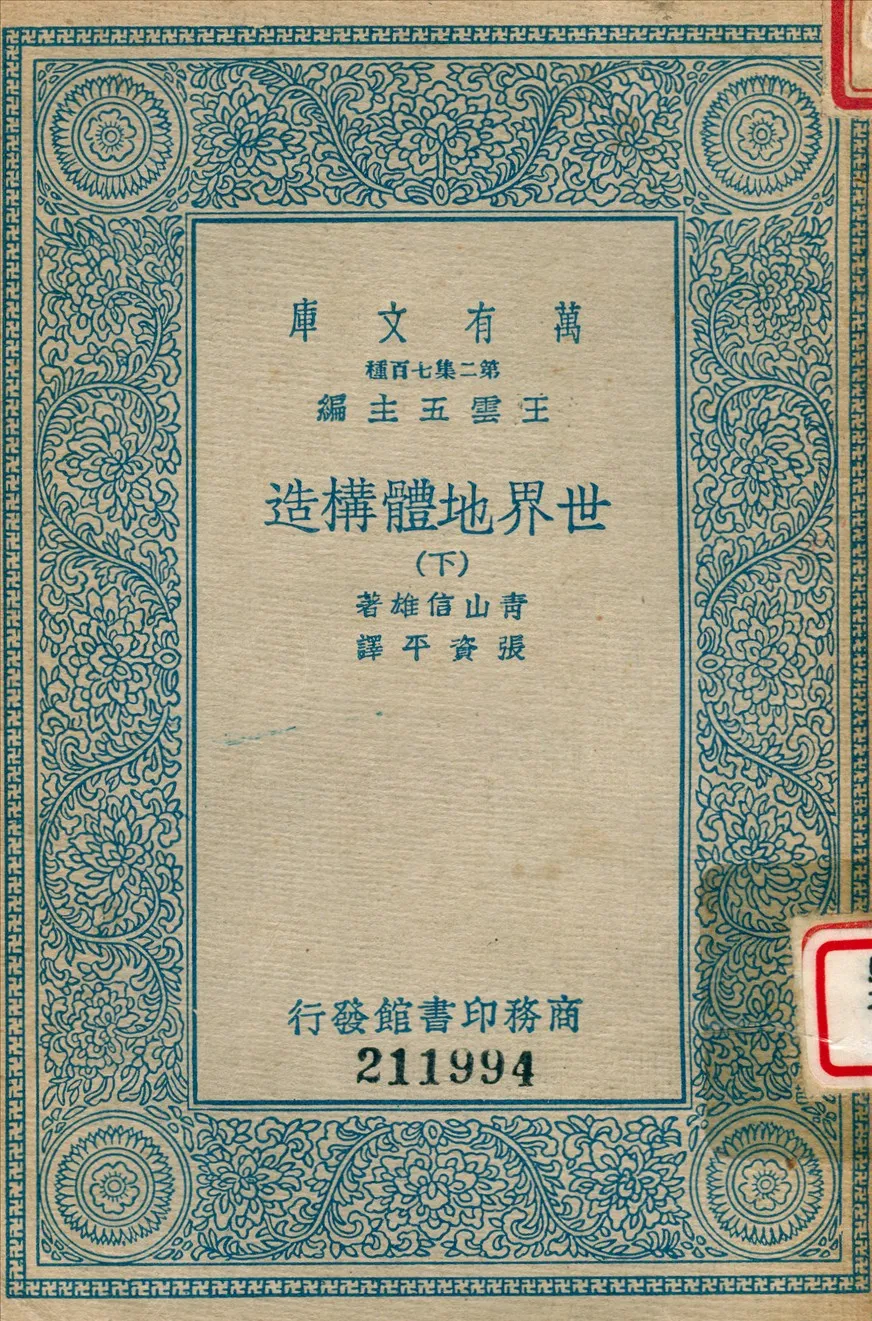 萬有文庫
第二集七百種
王雲五主編
世界地體構造
(下)
青山信雄著
張資平譯
商務印書館發行
211994